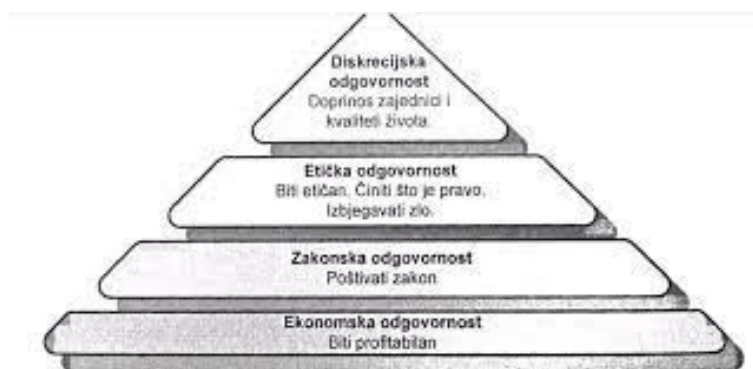 Diskrecijska
odgovornost
Doprinos zajednici i
kvaliteti života.
Etička odgovornost
Biti etičan. Činiti što je pravo.
Izbjegavati zlo.
Zakonska odgovornost
Poštivati zakon
Ekonomska odgovornost
Biti profitabilan